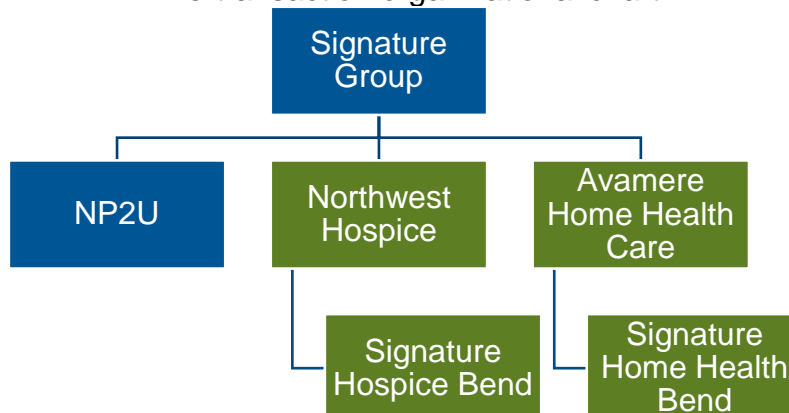 Signature
Group
NP2U
Northwest
Hospice
Avamere
Home Health
Care
Signature
Hospice Bend
Signature
Home Health
Bend